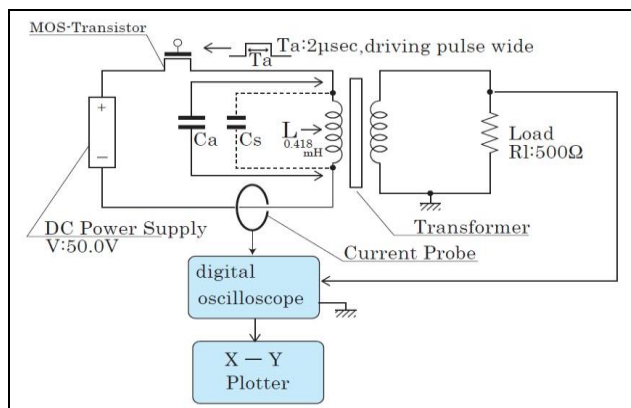 MOS-Transistor
Ta:2μsec,driving pulse wide
Ta
+
−
Ca
Cs
L
0.418
mH
Load
Rl:500Ω
DC Power Supply
V:50.0V
Transformer
Current Probe
digital
oscilloscope
X − Y
Plotter